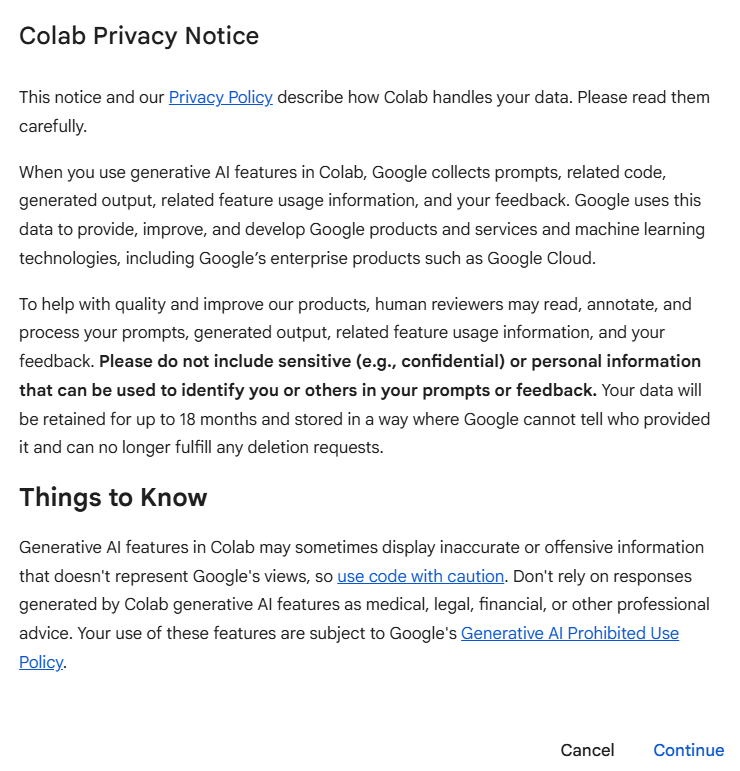 Colab Privacy Notice
This notice and our Privacy Policy describe how Colab handles your data. Please read them
carefully.
When you use generative AI features in Colab, Google collects prompts, related code,
generated output, related feature usage information, and your feedback. Google uses this
data to provide, improve, and develop Google products and services and machine learning
technologies, including Google’s enterprise products such as Google Cloud.
To help with quality and improve our products, human reviewers may read, annotate, and
process your prompts, generated output, related feature usage information, and your
feedback. Please do not include sensitive (e.g., confidential) or personal information
that can be used to identify you or others in your prompts or feedback. Your data will
be retained for up to 18 months and stored in a way where Google cannot tell who provided
it and can no longer fulfill any deletion requests.
Things to Know
Generative AI features in Colab may sometimes display inaccurate or offensive information
that doesn't represent Google's views, so use code with caution. Don't rely on responses
generated by Colab generative AI features as medical, legal, financial, or other professional
advice. Your use of these features are subject to Google's Generative AI Prohibited Use
Policy.
Cancel Continue